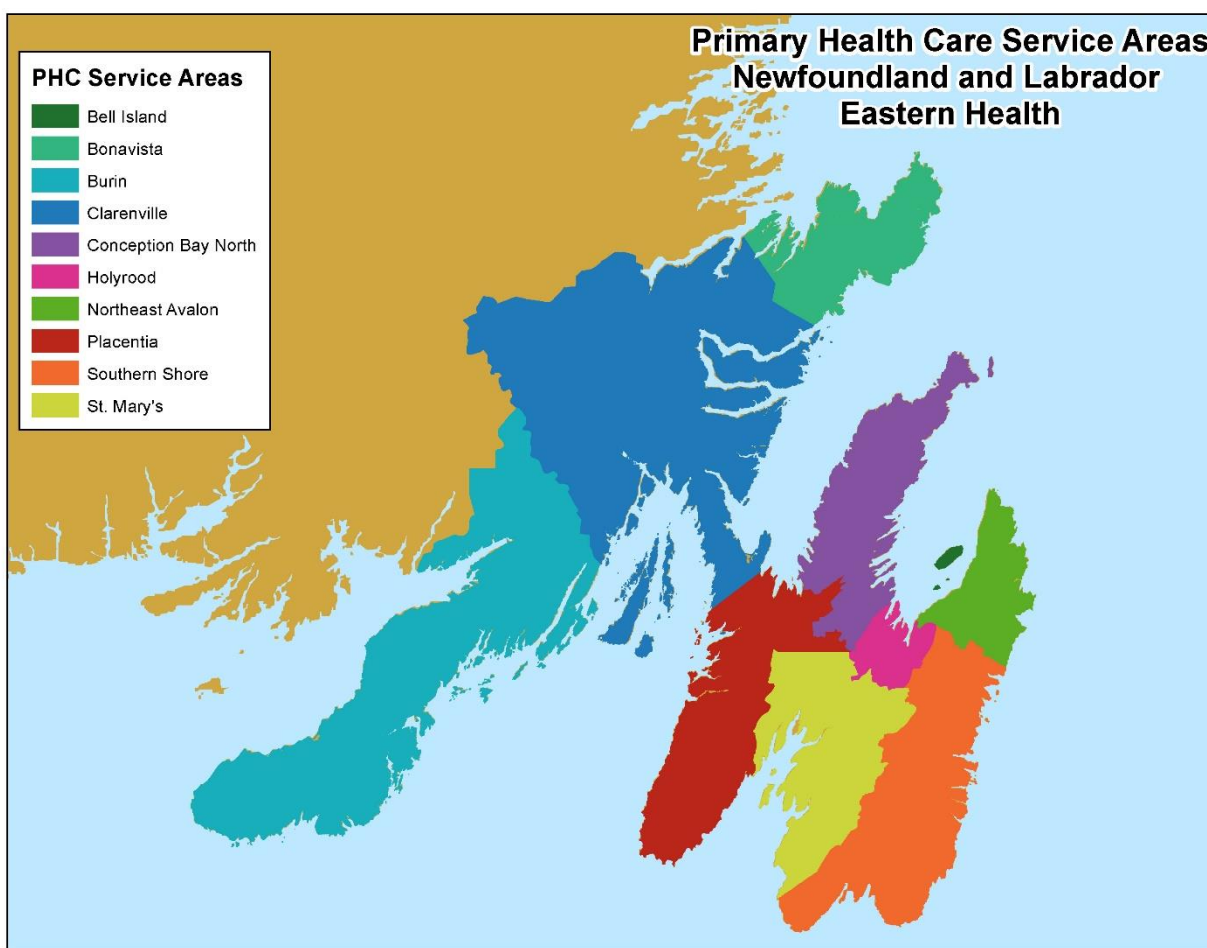 Primary Health Care Service Areas
Newfoundland and Labrador
Eastern Health
PHC Service Areas
Bell Island
Bonavista
Burin
Clarenville
Conception Bay North
Holyrood
Northeast Avalon
Placentia
Southern Shore
St. Mary's